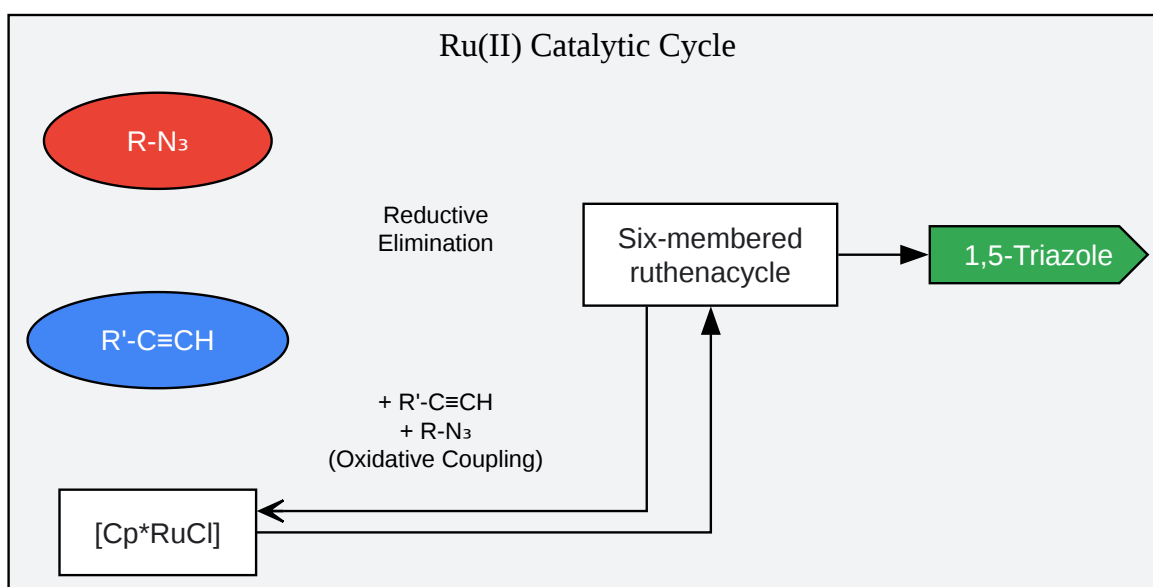 Ru(II) Catalytic Cycle
R-N₃
Reductive
Elimination
Six-membered
ruthenacycle
1,5-Triazole
R'-C≡CH
+ R'-C≡CH
+ R-N₃
(Oxidative Coupling)
[Cp*RuCl]